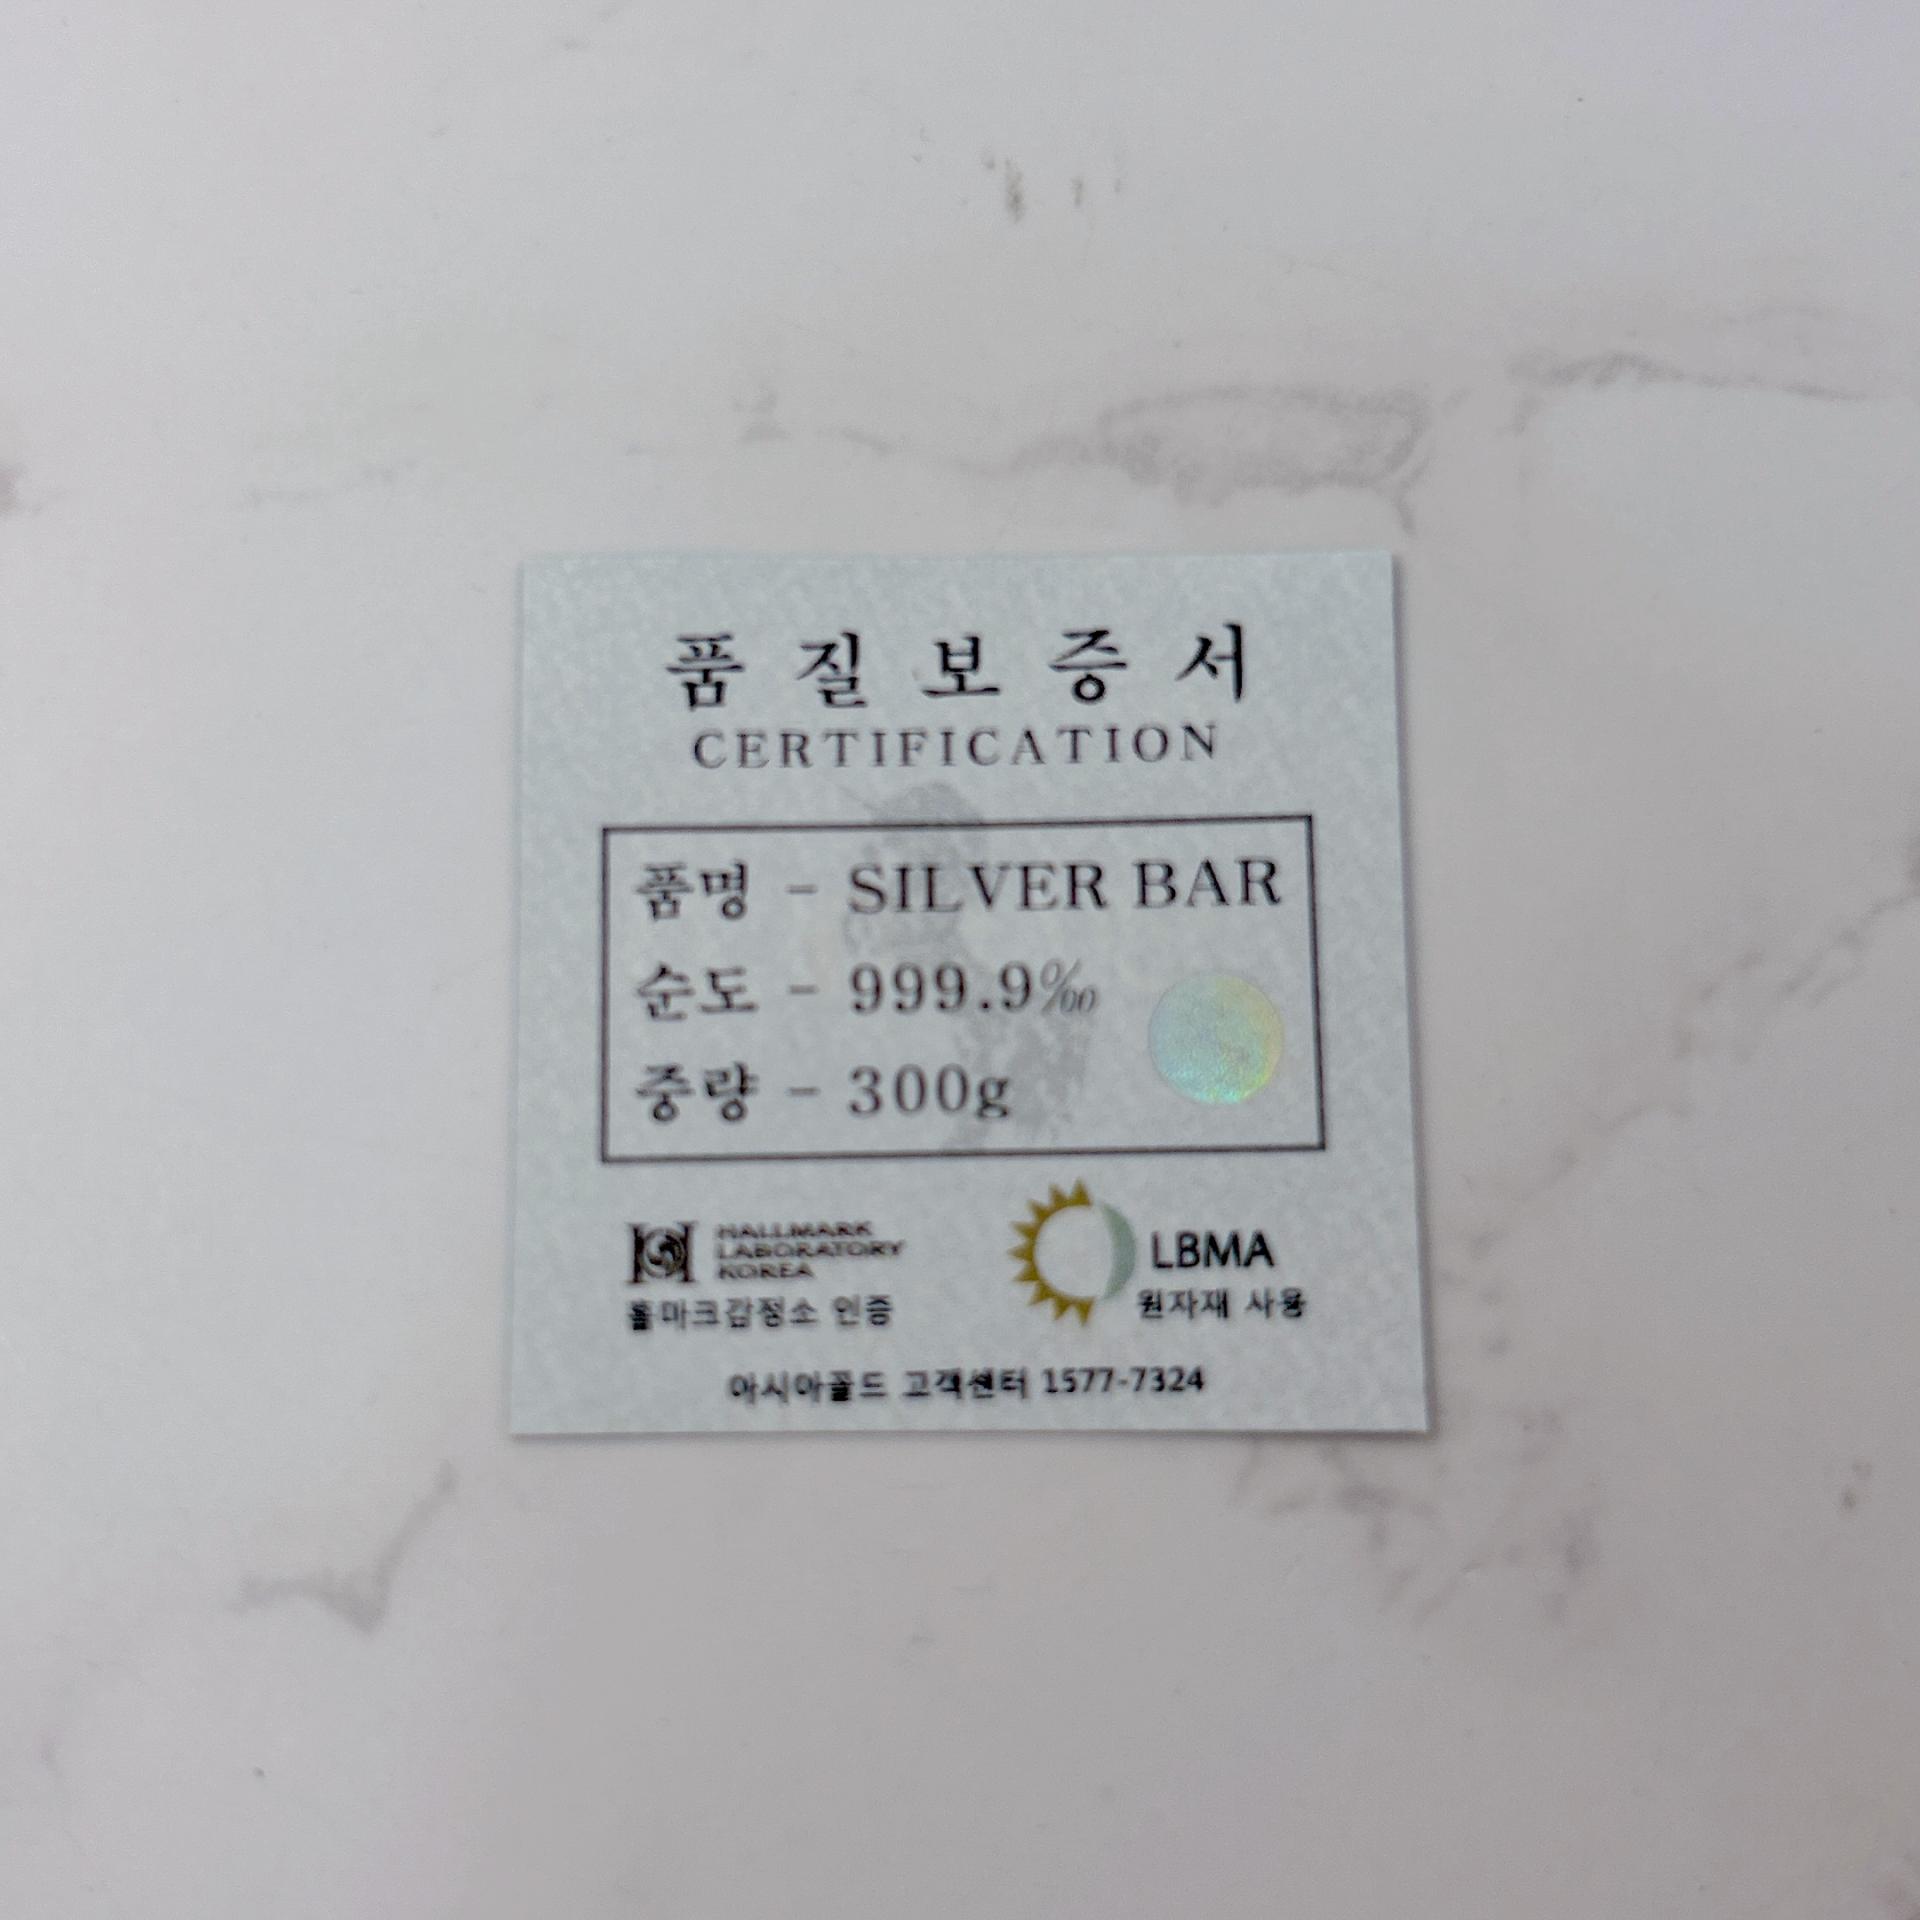 품질보증서
CERTIFICATION
품명 - SILVER BAR
순도 - 999.9‰
중량 - 300g
HALLMARK
LABORATORY
KOREA
홀마크감정소 인증
LBMA
원자재 사용
아시아골드 고객센터 1577-7324